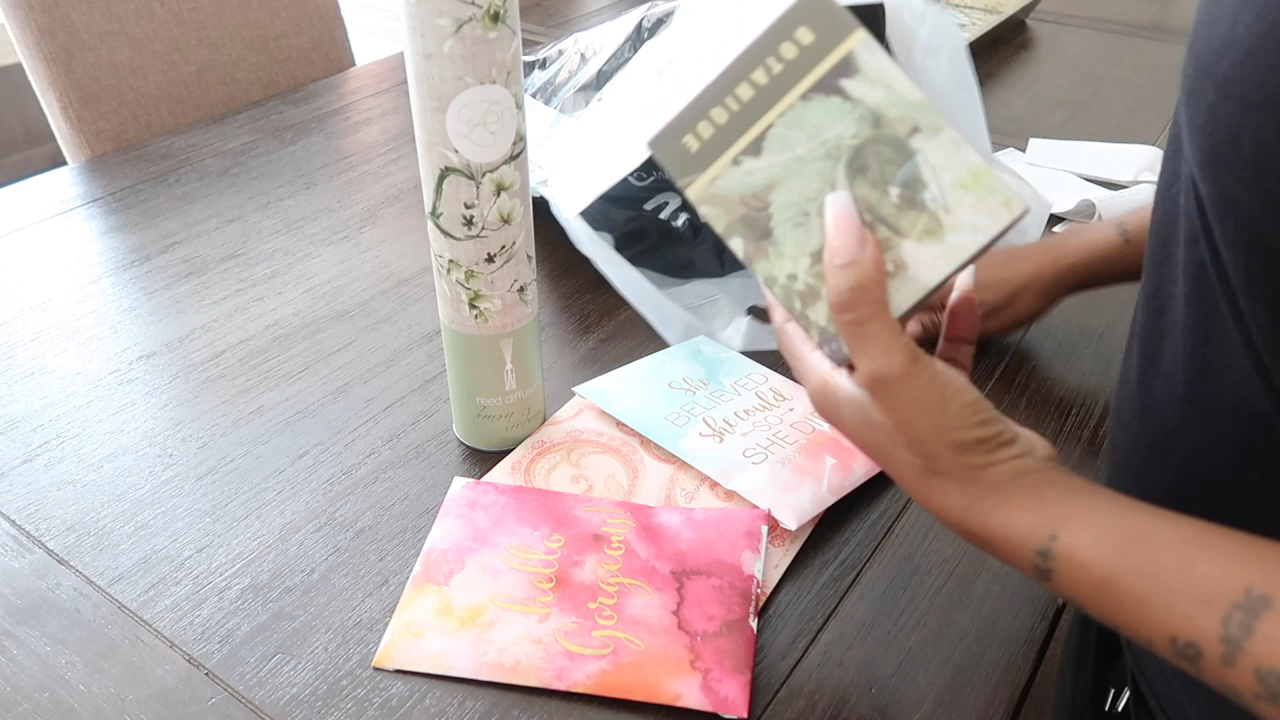 BOTANIQUE
reed diffuser
She
BELIEVED
she could
SO
SHE DID
hello
Gorgeous!